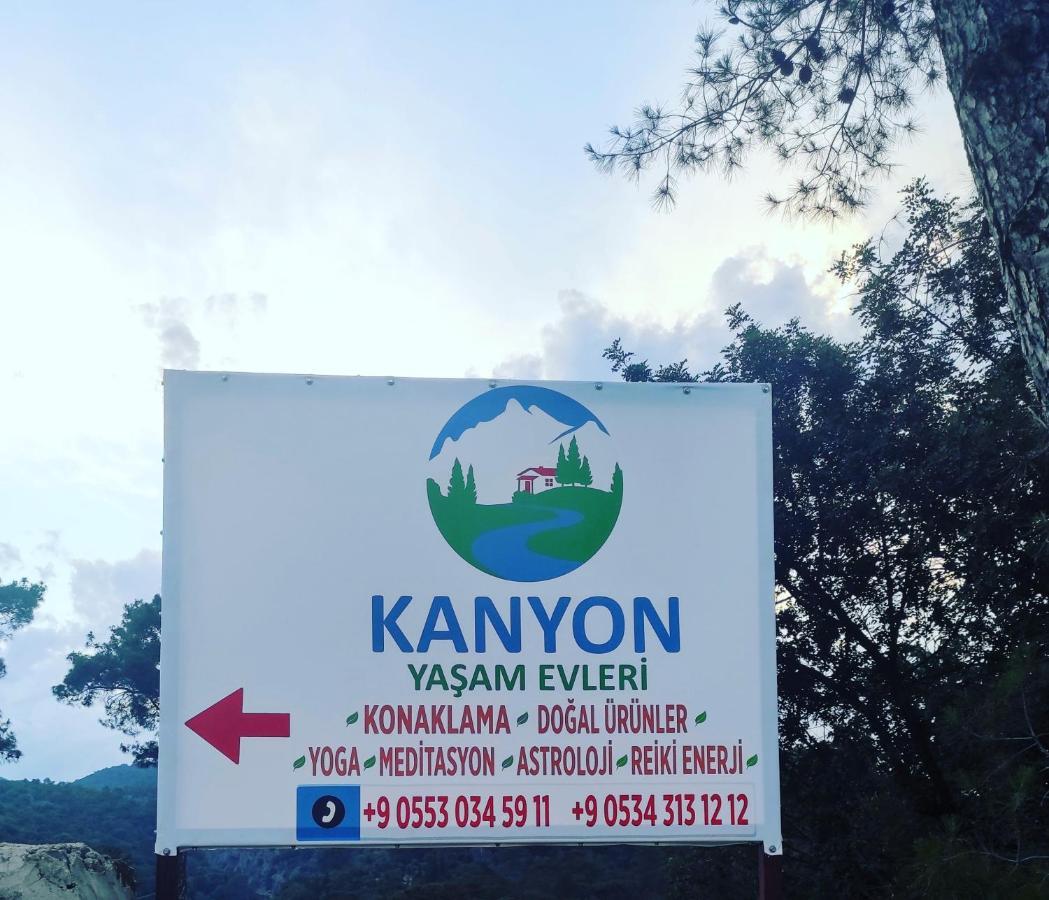 KANYON
YAŞAM EVLERİ
KONAKLAMA DOĞAL ÜRÜNLER
YOGA MEDİTASYON ASTROLOJİ REİKİ ENERJİ
+9 0553 034 59 11 +9 0534 313 12 12